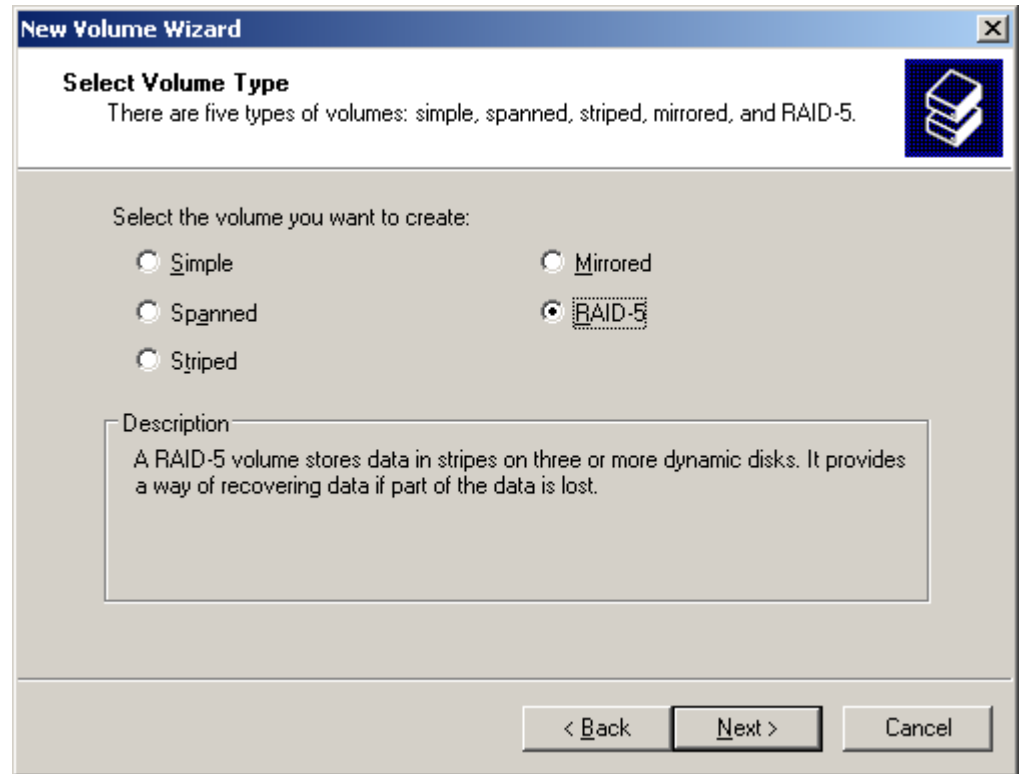 New Volume Wizard
Select Volume Type
There are five types of volumes: simple, spanned, striped, mirrored, and RAID-5.
Select the volume you want to create:
Simple
Mirrored
Spanned
RAID-5
Striped
Description
A RAID-5 volume stores data in stripes on three or more dynamic disks. It provides
a way of recovering data if part of the data is lost.
< Back
Next >
Cancel